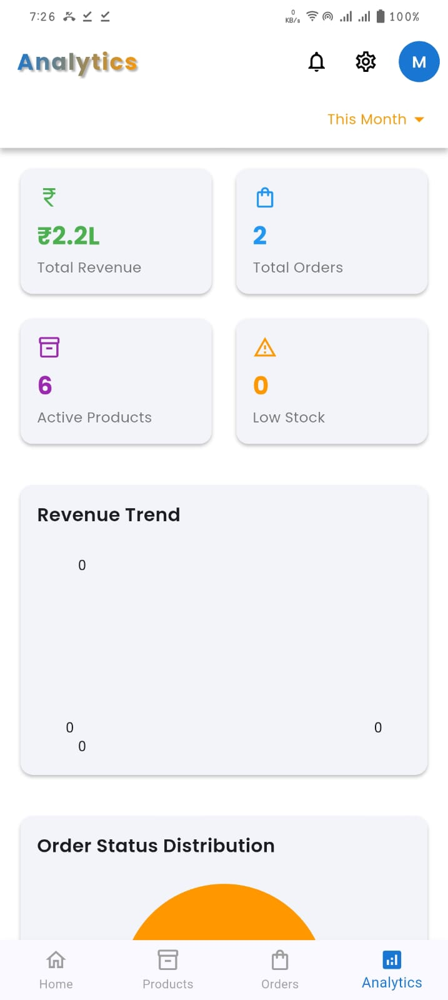 7:26
0
KB/s
100%
Analytics
M
This Month
₹
₹2.2L
Total Revenue
2
Total Orders
6
Active Products
0
Low Stock
Revenue Trend
0
0
0
0
Order Status Distribution
Home
Products
Orders
Analytics